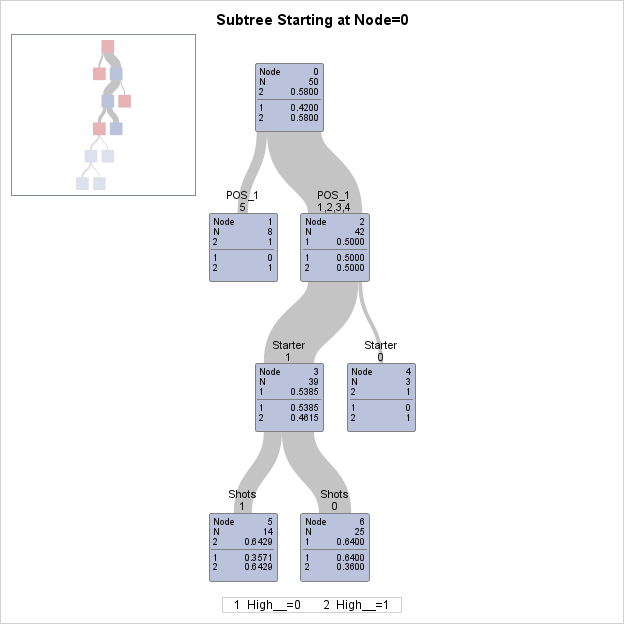 Subtree Starting at Node=0
Node 0
N 50
2 0.5800
1 0.4200
2 0.5800
POS_1
5
POS_1
1,2,3,4
Node 1
N 8
2 1
1 0
2 1
Node 2
N 42
1 0.5000
1 0.5000
2 0.5000
Starter
1
Starter
0
Node 3
N 39
1 0.5385
1 0.5385
2 0.4615
Node 4
N 3
2 1
1 0
2 1
Shots
1
Shots
0
Node 5
N 14
2 0.6429
1 0.3571
2 0.6429
Node 6
N 25
1 0.6400
1 0.6400
2 0.3600
1 High__=0 2 High__=1